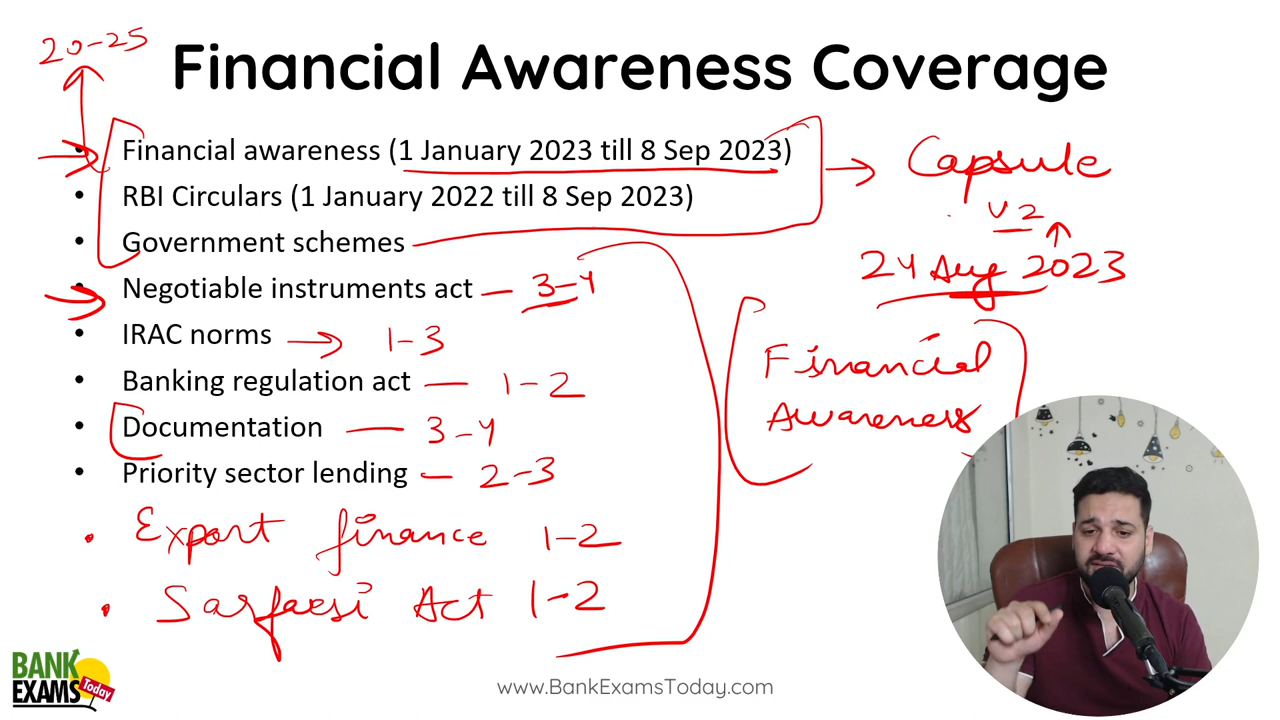 20-25
Financial Awareness Coverage
• Financial awareness (1 January 2023 till 8 Sep 2023)
• RBI Circulars (1 January 2022 till 8 Sep 2023)
• Government schemes
• Negotiable instruments act — 3-4
• IRAC norms → 1-3
• Banking regulation act — 1-2
• Documentation — 3-4
• Priority sector lending — 2-3
• Export finance 1-2
• Sarfaesi Act 1-2
→ Capsule
V2
24 Aug 2023
Financial
Awareness
BANK
EXAMS
Today
www.BankExamsToday.com